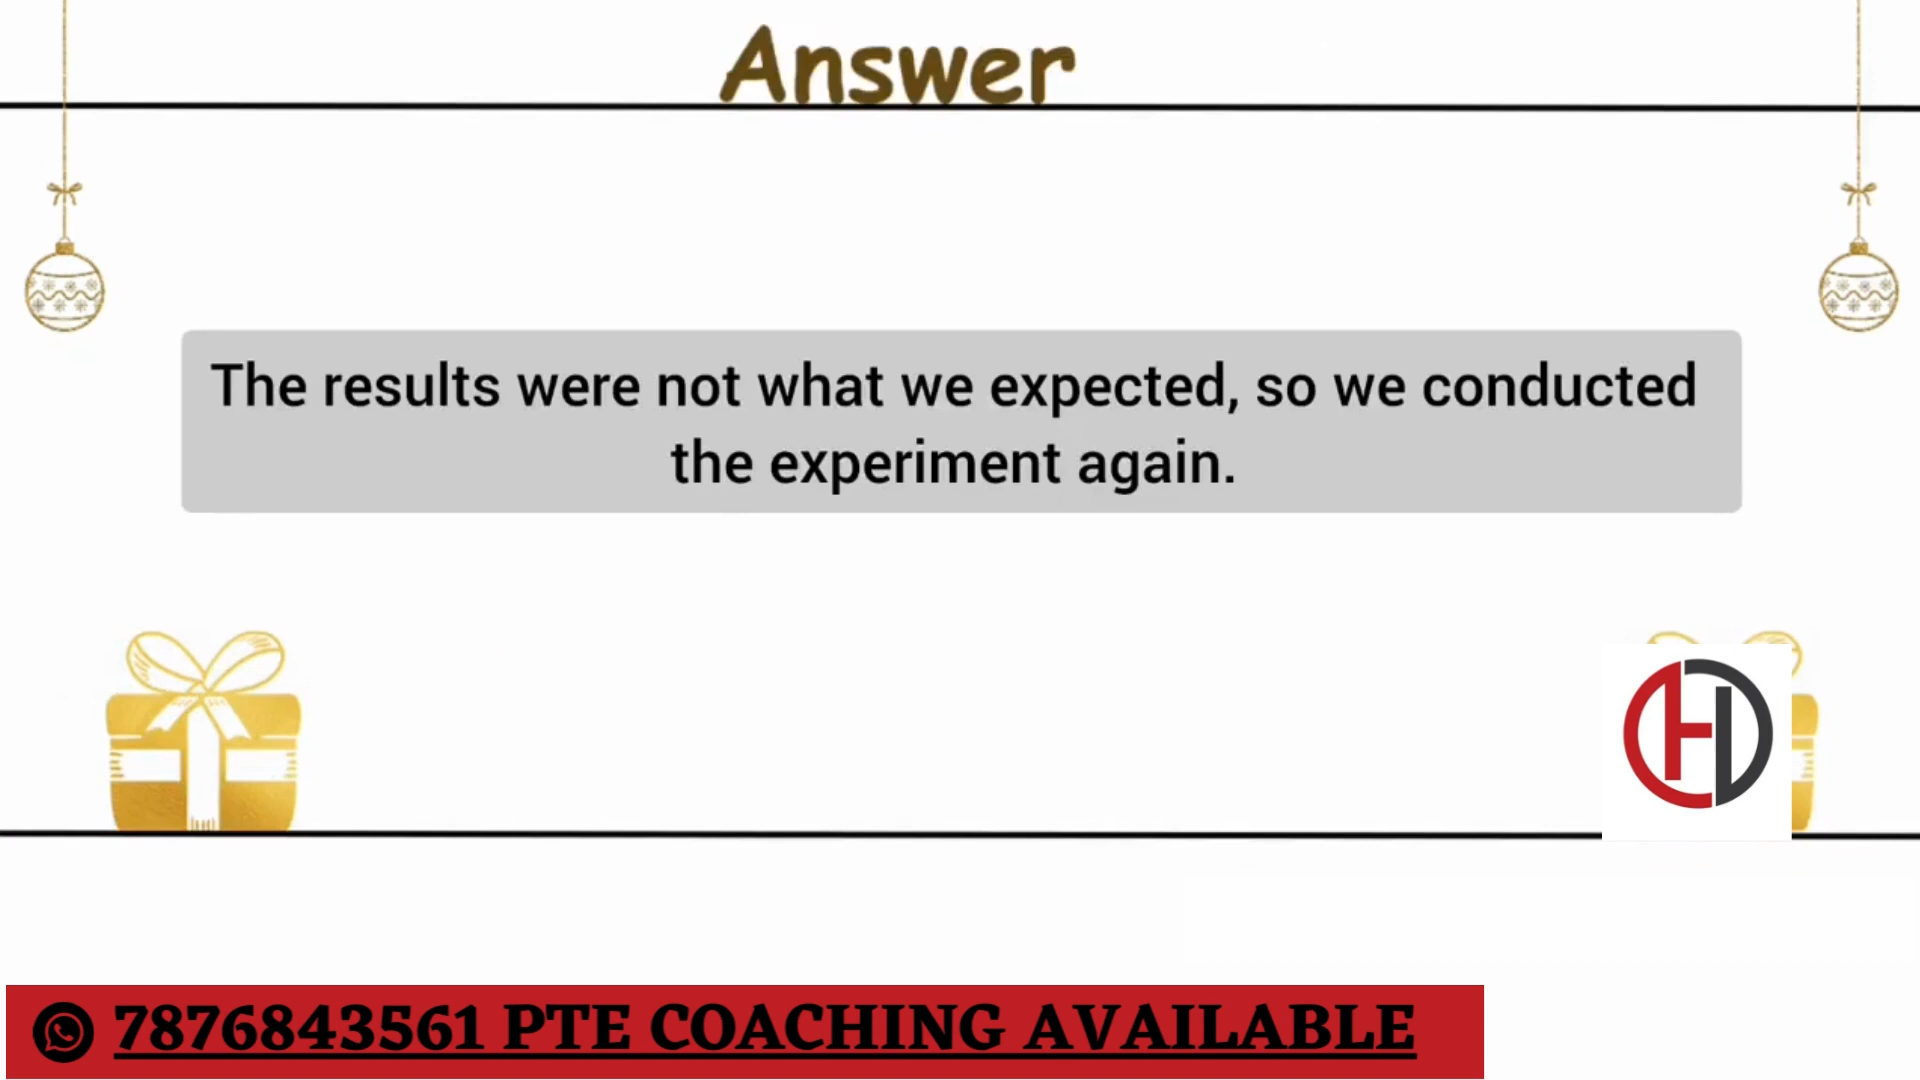 Answer
The results were not what we expected, so we conducted
the experiment again.
7876843561 PTE COACHING AVAILABLE